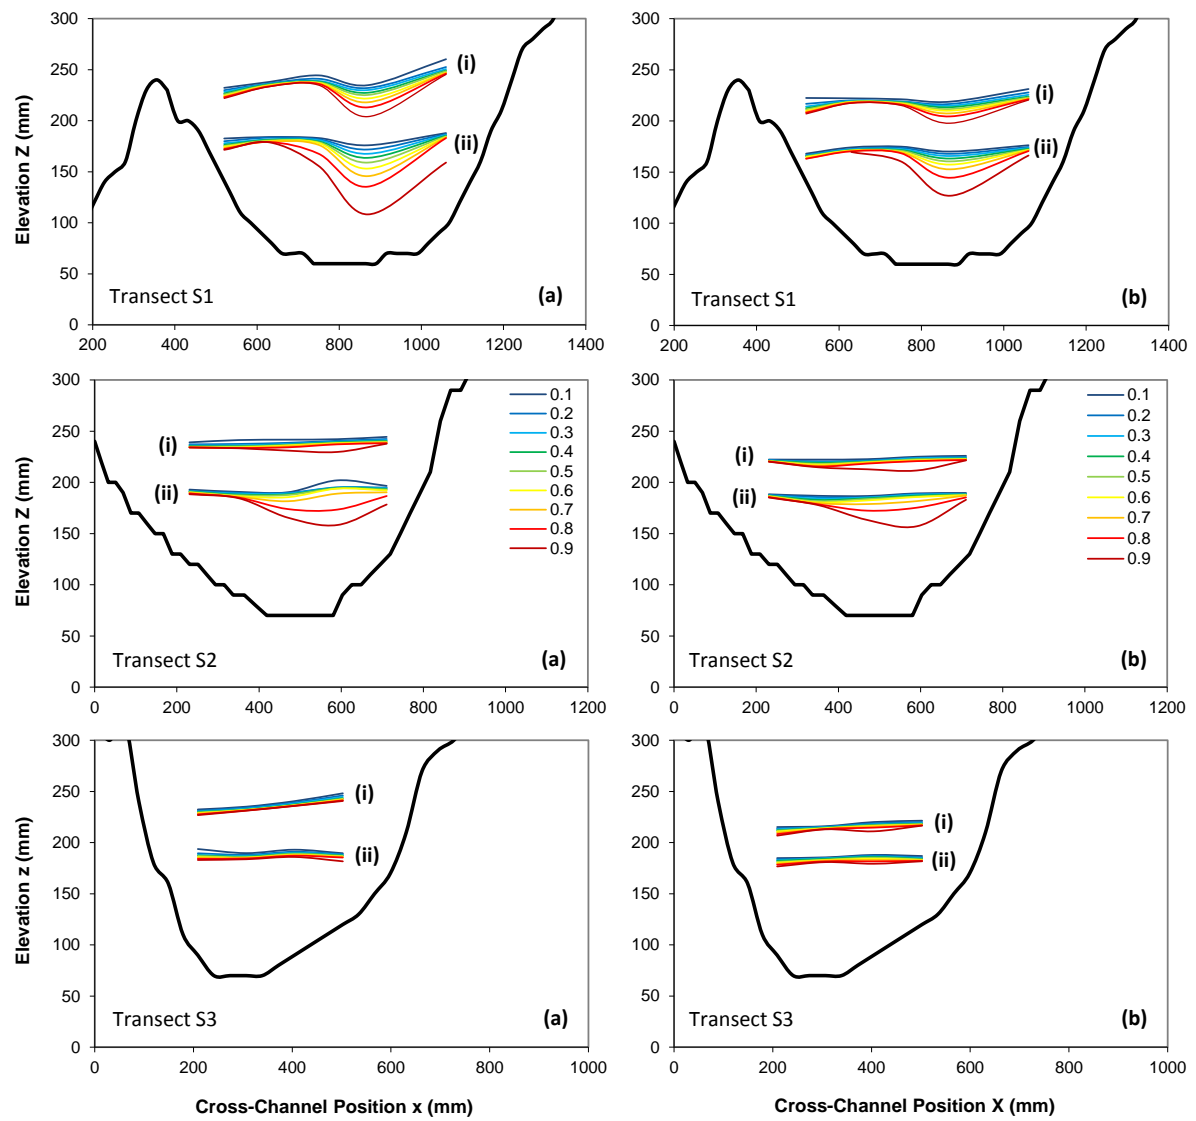 300
250
200
150
100
50
0
200 400 600 800 1000 1200 1400
Elevation Z (mm)
(i)
(ii)
Transect S1
(a)
300
250
200
150
100
50
0
200 400 600 800 1000 1200 1400
(i)
(ii)
Transect S1
(b)
300
250
200
150
100
50
0
0 200 400 600 800 1000 1200
Elevation Z (mm)
(i)
(ii)
0.1
0.2
0.3
0.4
0.5
0.6
0.7
0.8
0.9
Transect S2
(a)
300
250
200
150
100
50
0
0 200 400 600 800 1000 1200
(i)
(ii)
0.1
0.2
0.3
0.4
0.5
0.6
0.7
0.8
0.9
Transect S2
(b)
300
250
200
150
100
50
0
0 200 400 600 800 1000
Elevation z (mm)
(i)
(ii)
Transect S3
(a)
Cross-Channel Position x (mm)
300
250
200
150
100
50
0
0 200 400 600 800 1000
(i)
(ii)
Transect S3
(b)
Cross-Channel Position X (mm)